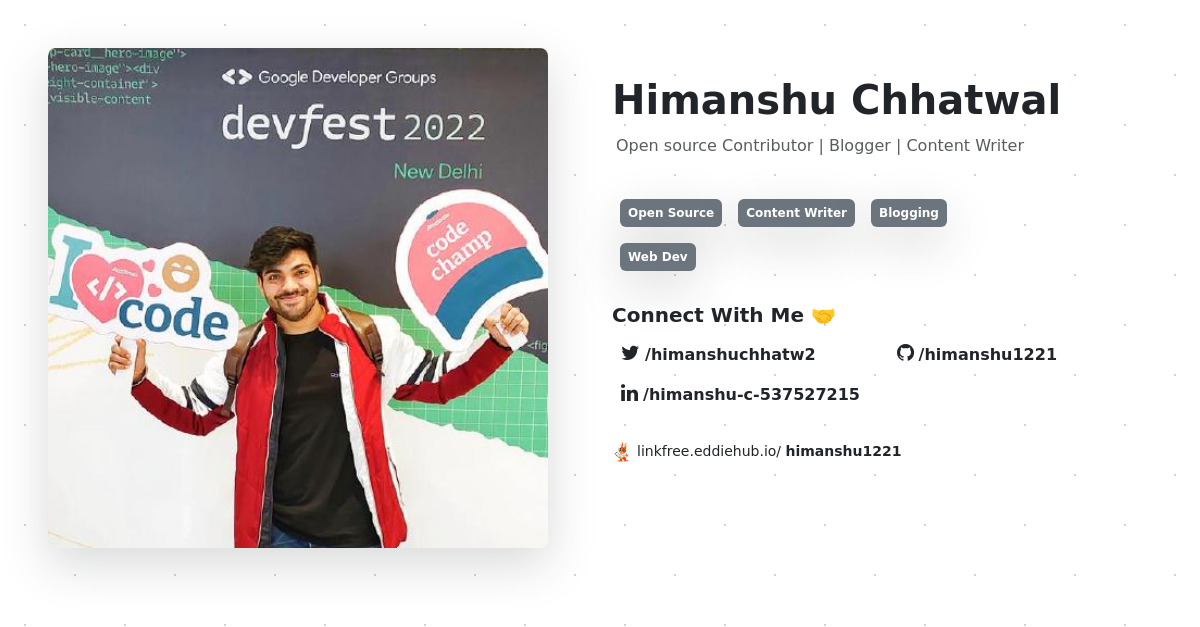 p-card__hero-image">
-hero-image"><div
ight-container">
visible-content
<> Google Developer Groups
devfest 2022
New Delhi
I
</>
code
code
champ
<fig
Himanshu Chhatwal
Open source Contributor | Blogger | Content Writer
Open Source Content Writer Blogging
Web Dev
Connect With Me 🤝
/himanshuchhatw2 /himanshu1221
in /himanshu-c-537527215
linkfree.eddiehub.io/ himanshu1221